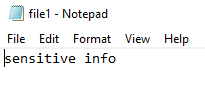 file1 - Notepad
File Edit Format View Help
sensitive info